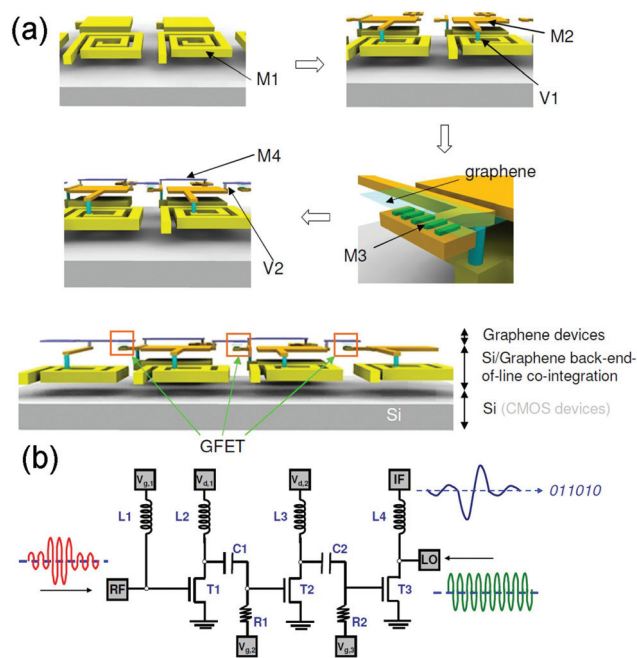 (a)
M1
M2
V1
M4
V2
graphene
M3
Graphene devices
Si/Graphene back-end-
of-line co-integration
Si (CMOS devices)
Si
GFET
(b)
Vg,1
Vd,1
Vd,2
IF
L1
L2
L3
L4
011010
C1
C2
LO
RF
T1
T2
T3
R1
R2
Vg,2
Vg,3